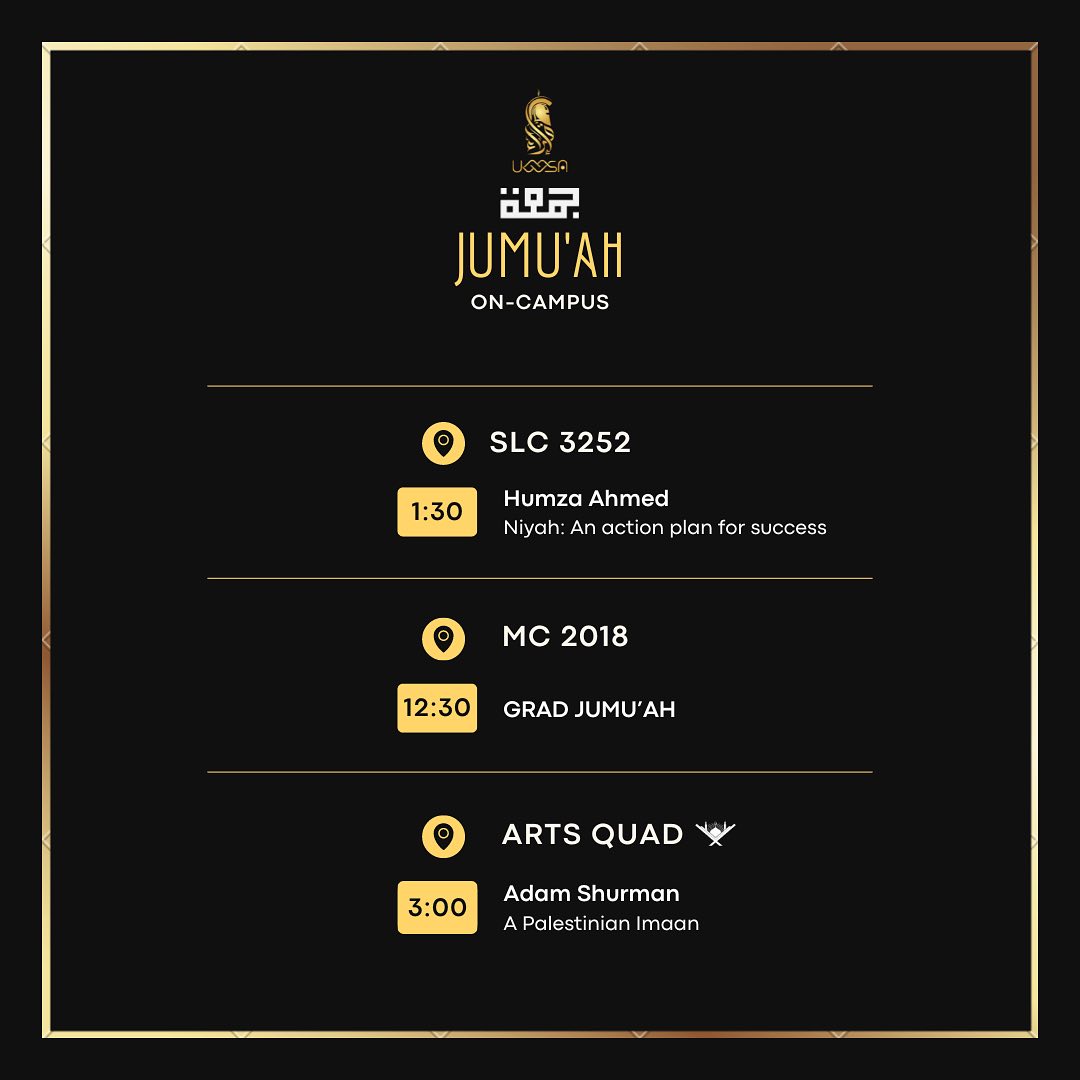 جمعة
JUMU'AH
ON-CAMPUS
SLC 3252
1:30
Humza Ahmed
Niyah: An action plan for success
MC 2018
12:30
GRAD JUMU’AH
ARTS QUAD
3:00
Adam Shurman
A Palestinian Imaan